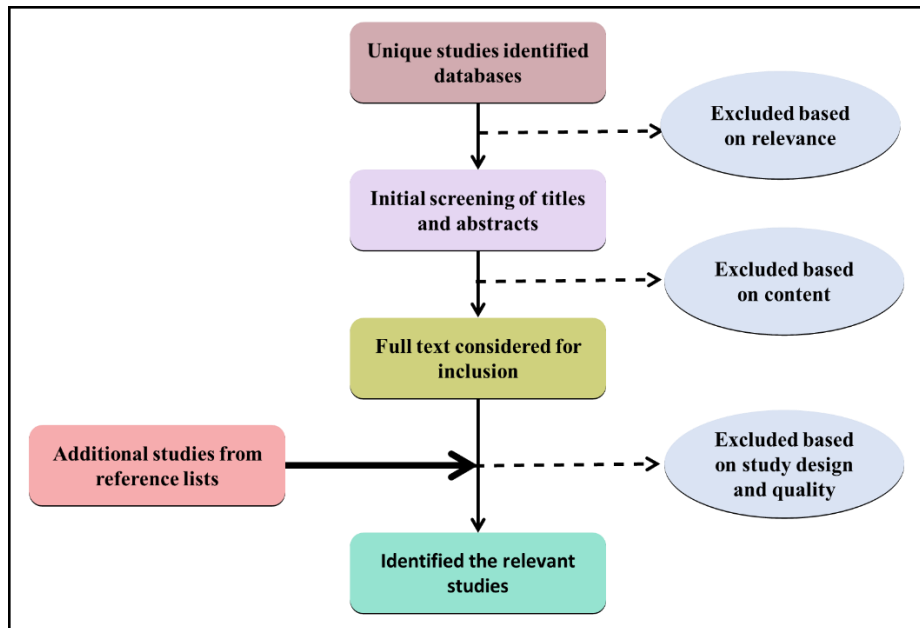 Unique studies identified
databases
Excluded based
on relevance
Initial screening of titles
and abstracts
Excluded based
on content
Full text considered for
inclusion
Additional studies from
reference lists
Excluded based
on study design
and quality
Identified the relevant
studies